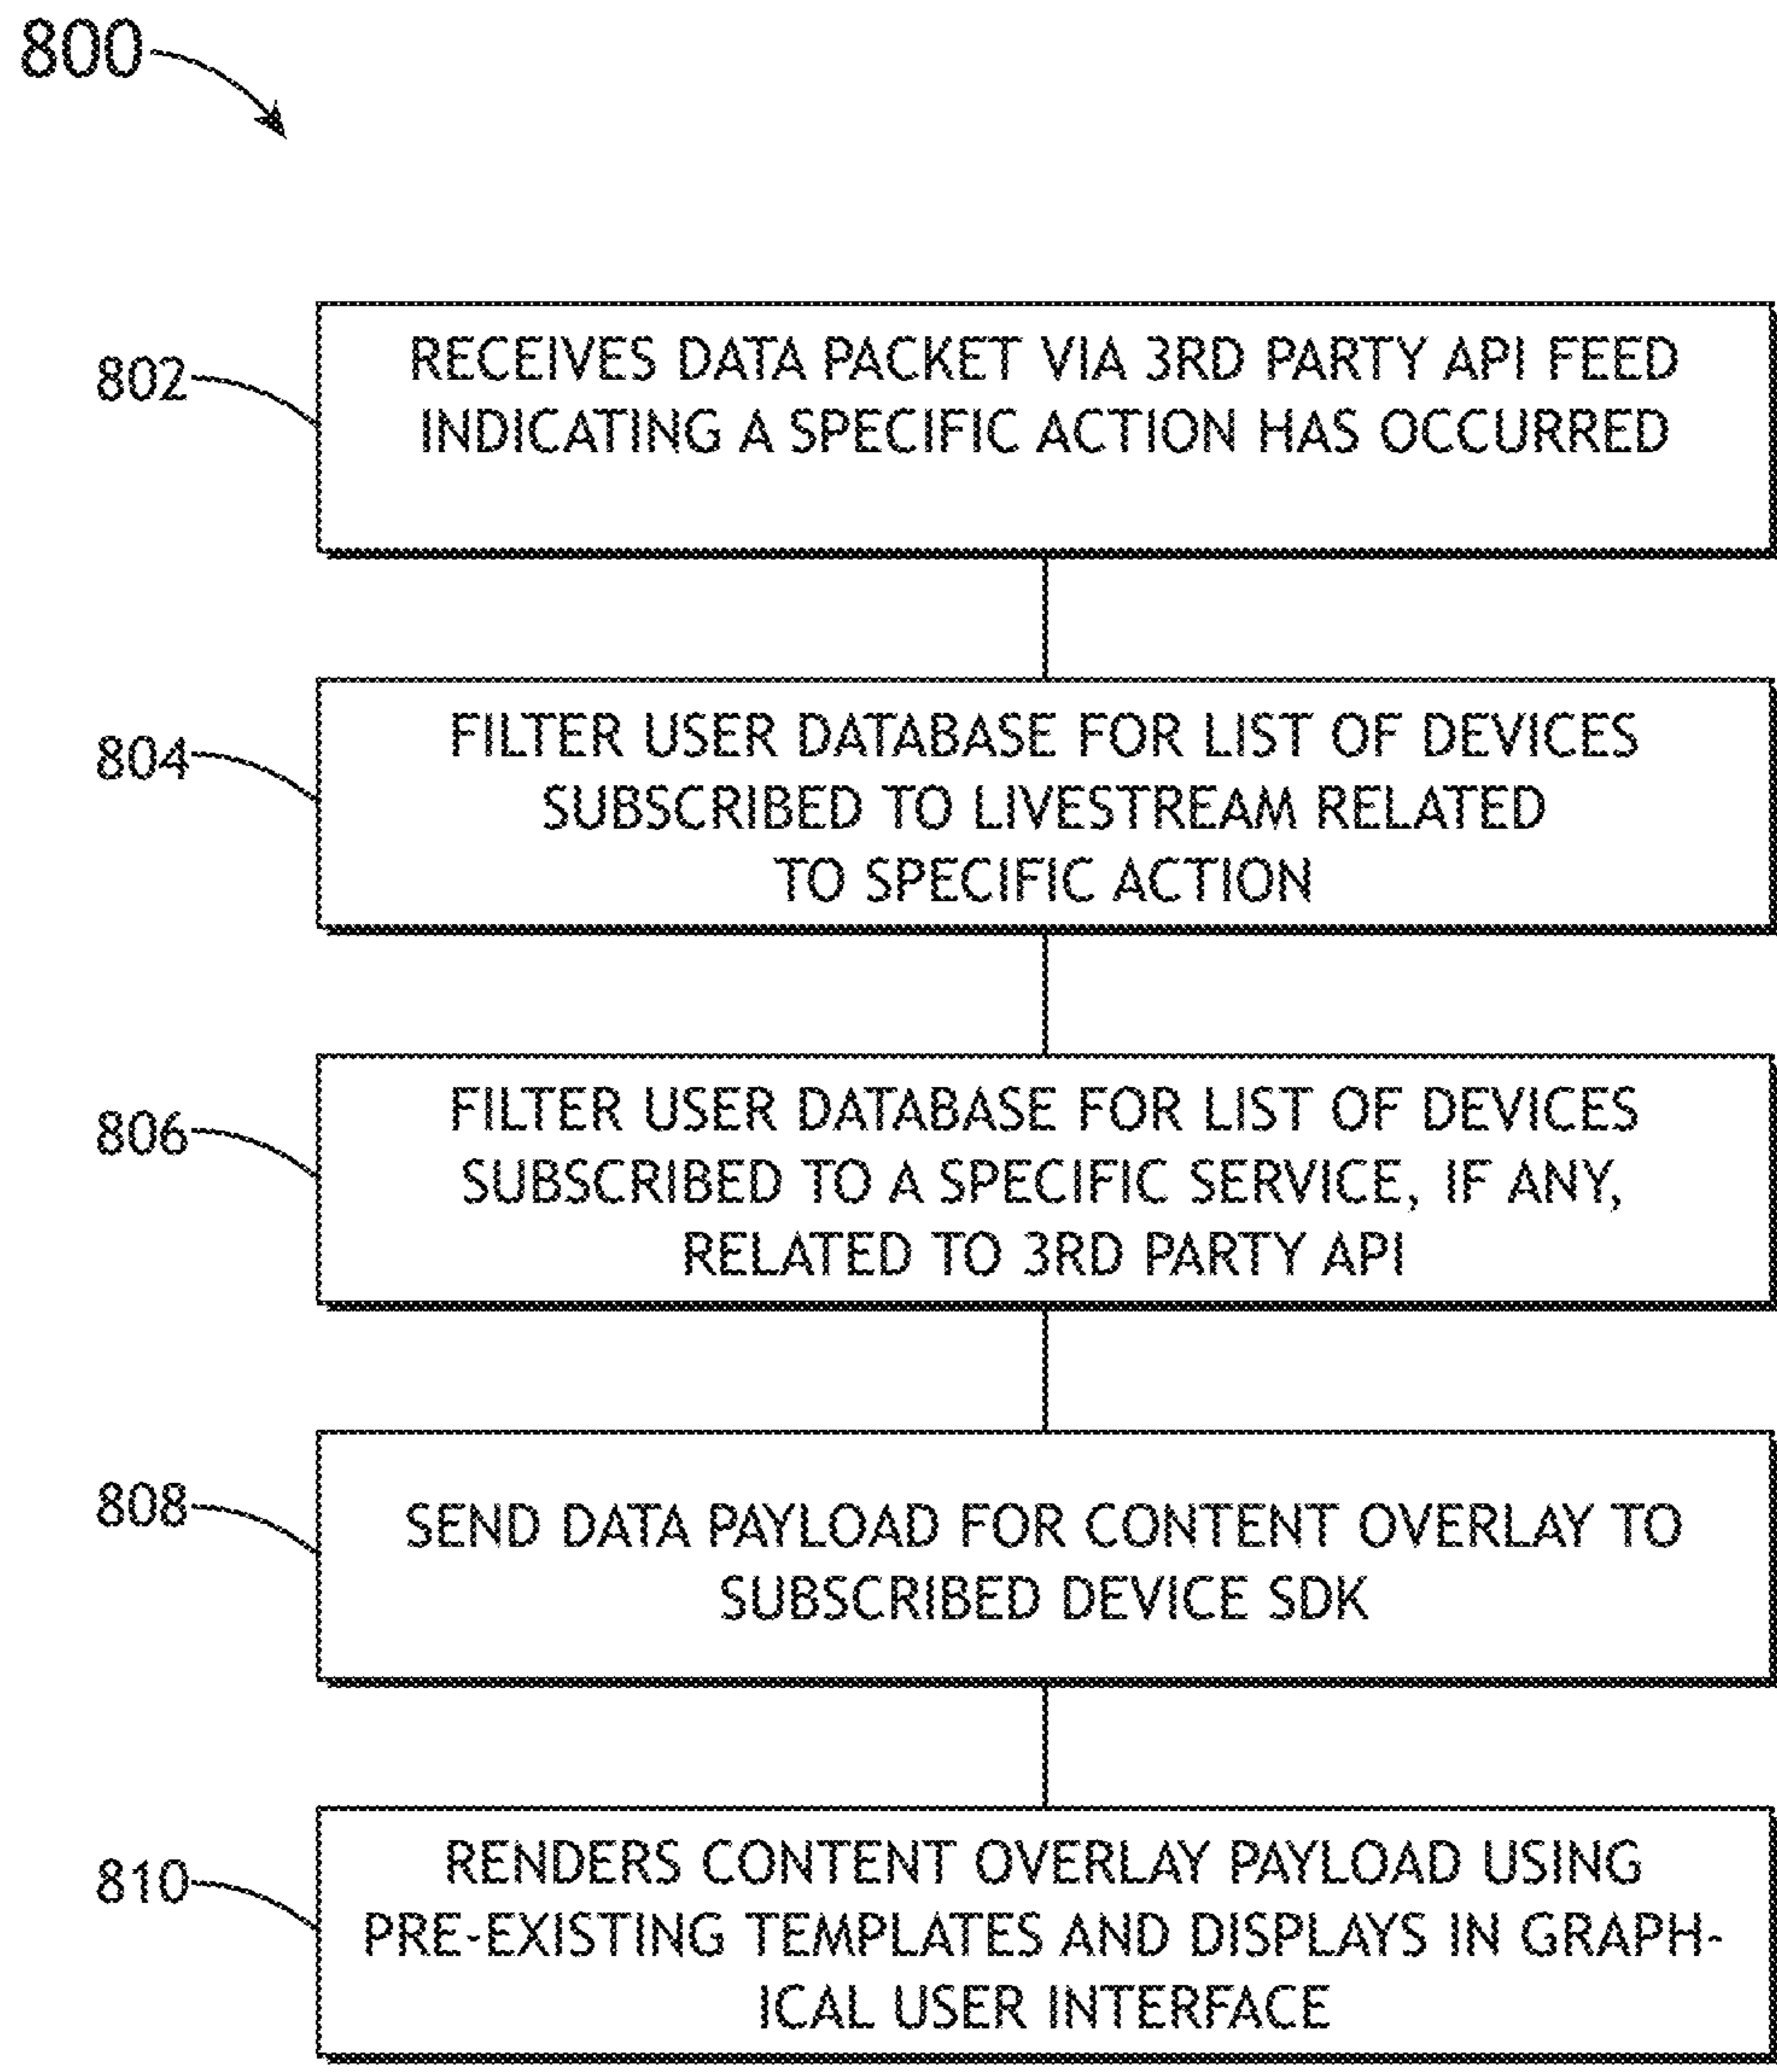 800
802
RECEIVES DATA PACKET VIA 3RD PARTY API FEED
INDICATING A SPECIFIC ACTION HAS OCCURRED
804
FILTER USER DATABASE FOR LIST OF DEVICES
SUBSCRIBED TO LIVESTREAM RELATED
TO SPECIFIC ACTION
806
FILTER USER DATABASE FOR LIST OF DEVICES
SUBSCRIBED TO A SPECIFIC SERVICE, IF ANY,
RELATED TO 3RD PARTY API
808
SEND DATA PAYLOAD FOR CONTENT OVERLAY TO
SUBSCRIBED DEVICE SDK
810
RENDERS CONTENT OVERLAY PAYLOAD USING
PRE-EXISTING TEMPLATES AND DISPLAYS IN GRAPH-
ICAL USER INTERFACE